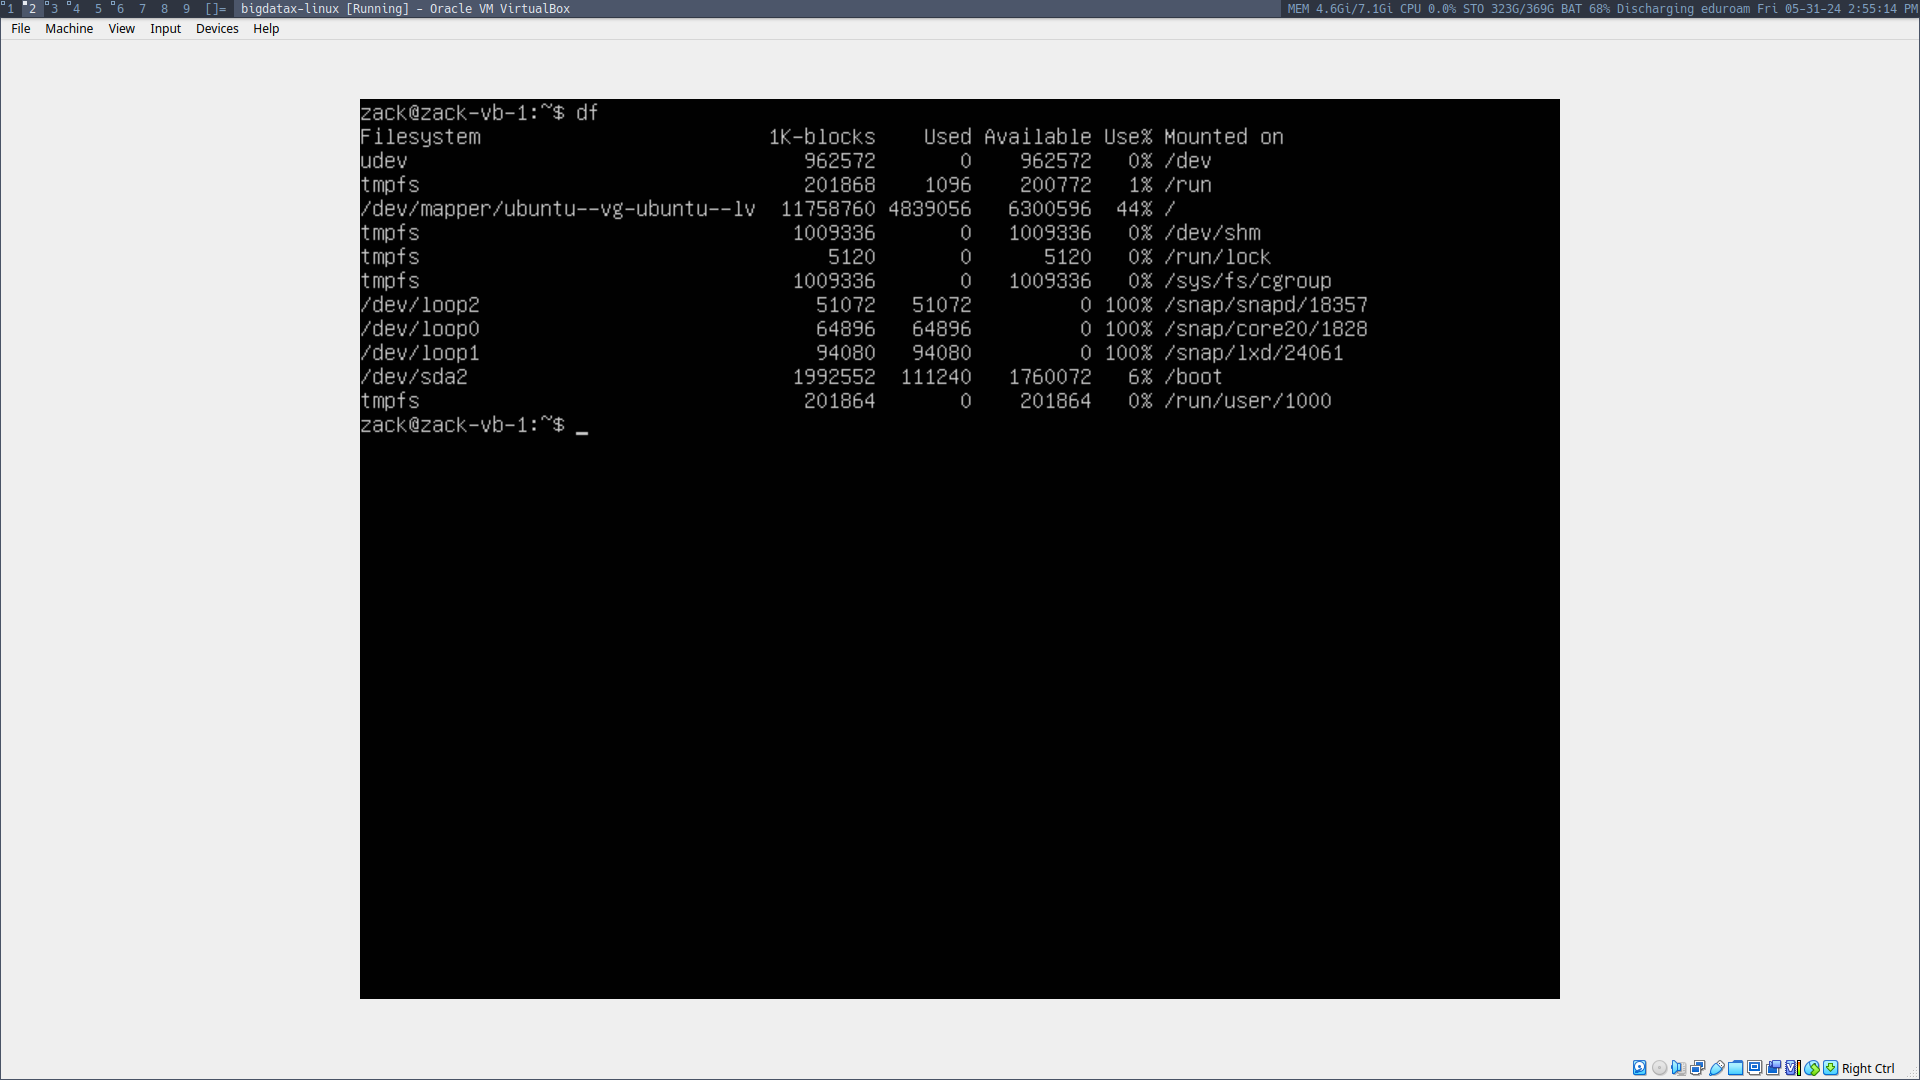 1 2 3 4 5 6 7 8 9 []= bigdatax-linux [Running] - Oracle VM VirtualBox MEM 4.6Gi/7.1Gi CPU 0.0% STO 323G/369G BAT 68% Discharging eduroam Fri 05-31-24 2:55:14 PM
File Machine View Input Devices Help
zack@zack-vb-1:~$ df
Filesystem 1K-blocks Used Available Use% Mounted on
udev 962572 0 962572 0% /dev
tmpfs 201868 1096 200772 1% /run
/dev/mapper/ubuntu--vg-ubuntu--lv 11758760 4839056 6300596 44% /
tmpfs 1009336 0 1009336 0% /dev/shm
tmpfs 5120 0 5120 0% /run/lock
tmpfs 1009336 0 1009336 0% /sys/fs/cgroup
/dev/loop2 51072 51072 0 100% /snap/snapd/18357
/dev/loop0 64896 64896 0 100% /snap/core20/1828
/dev/loop1 94080 94080 0 100% /snap/lxd/24061
/dev/sda2 1992552 111240 1760072 6% /boot
tmpfs 201864 0 201864 0% /run/user/1000
zack@zack-vb-1:~$ _
Right Ctrl